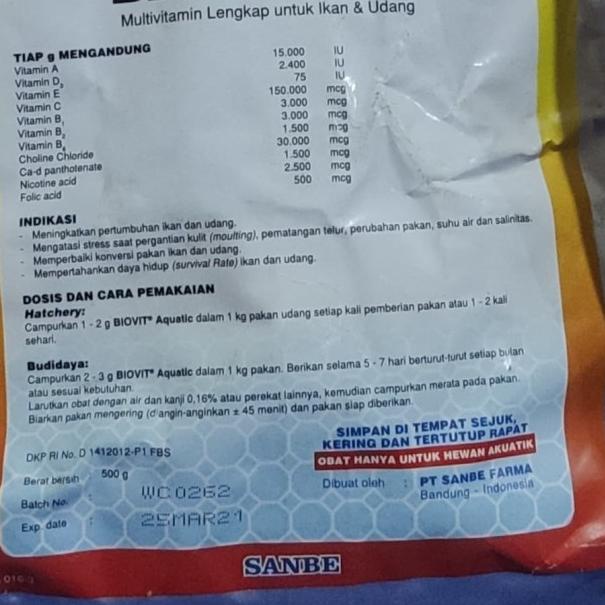 Multivitamin Lengkap untuk Ikan & Udang
TIAP g MENGANDUNG
Vitamin A 15.000 IU
Vitamin D3 2.400 IU
Vitamin E 75 IU
Vitamin C 150.000 mcg
Vitamin B1 3.000 mcg
Vitamin B2 3.000 mcg
Vitamin B6 1.500 mcg
Choline Chloride 30.000 mcg
Ca-d panthotenate 1.500 mcg
Nicotine acid 2.500 mcg
Folic acid 500 mcg
INDIKASI
- Meningkatkan pertumbuhan ikan dan udang.
- Mengatasi stress saat pergantian kulit (moulting), pematangan telur, perubahan pakan, suhu air dan salinitas.
- Memperbaiki konversi pakan ikan dan udang.
- Mempertahankan daya hidup (survival Rate) ikan dan udang.
DOSIS DAN CARA PEMAKAIAN
Hatchery:
Campurkan 1 - 2 g BIOVIT® Aquatic dalam 1 kg pakan udang setiap kali pemberian pakan atau 1 - 2 kali
sehari.
Budidaya:
Campurkan 2 - 3 g BIOVIT® Aquatic dalam 1 kg pakan. Berikan selama 5 - 7 hari berturut-turut setiap bulan
atau sesuai kebutuhan.
Larutkan obat dengan air dan kanji 0,16% atau perekat lainnya, kemudian campurkan merata pada pakan.
Biarkan pakan mengering (diangin-anginkan ± 45 menit) dan pakan siap diberikan.
SIMPAN DI TEMPAT SEJUK,
KERING DAN TERTUTUP RAPAT
OBAT HANYA UNTUK HEWAN AKUATIK
DKP RI No. D 1412012-P1 FBS
Berat bersih : 500 g
Batch No. : WC0262
Exp. date : 25MAR21
Dibuat oleh : PT SANBE FARMA
Bandung - Indonesia
SANBE